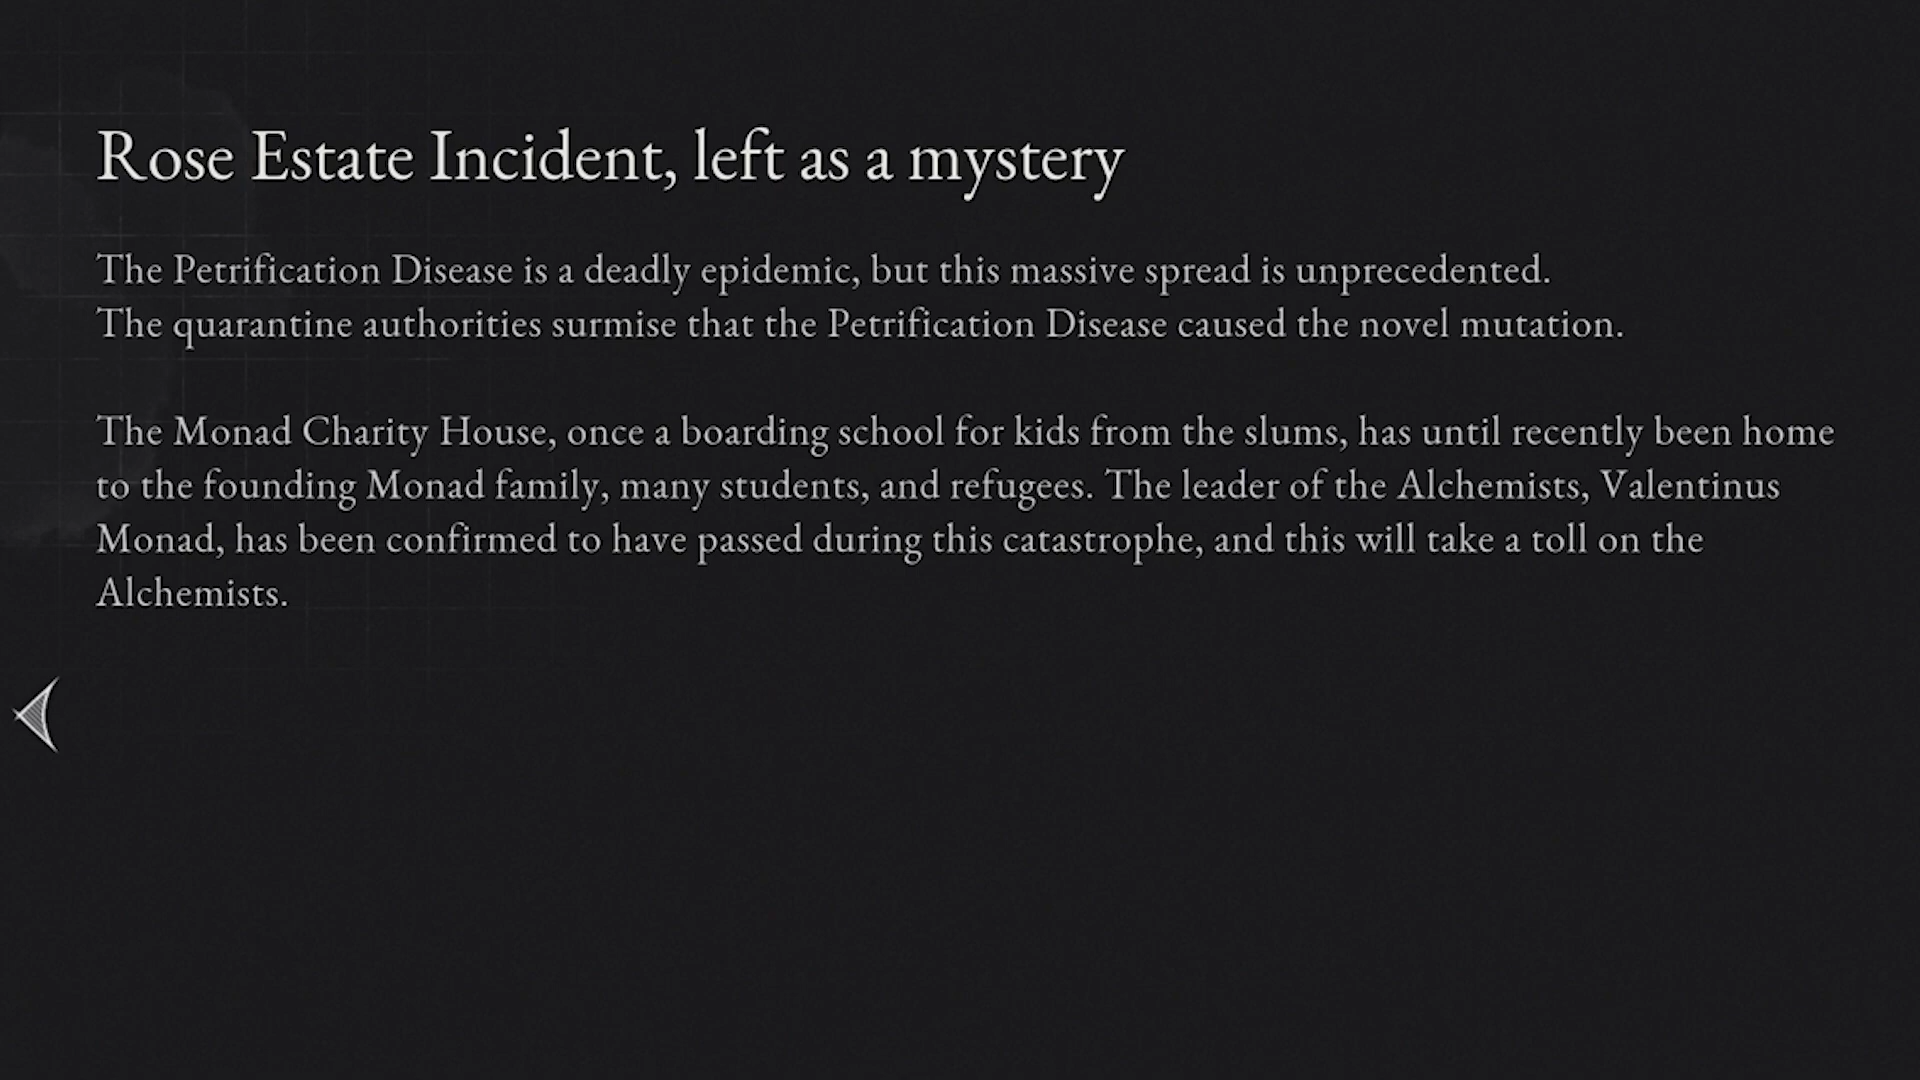 Rose Estate Incident, left as a mystery
The Petrification Disease is a deadly epidemic, but this massive spread is unprecedented.
The quarantine authorities surmise that the Petrification Disease caused the novel mutation.
The Monad Charity House, once a boarding school for kids from the slums, has until recently been home
to the founding Monad family, many students, and refugees. The leader of the Alchemists, Valentinus
Monad, has been confirmed to have passed during this catastrophe, and this will take a toll on the
Alchemists.